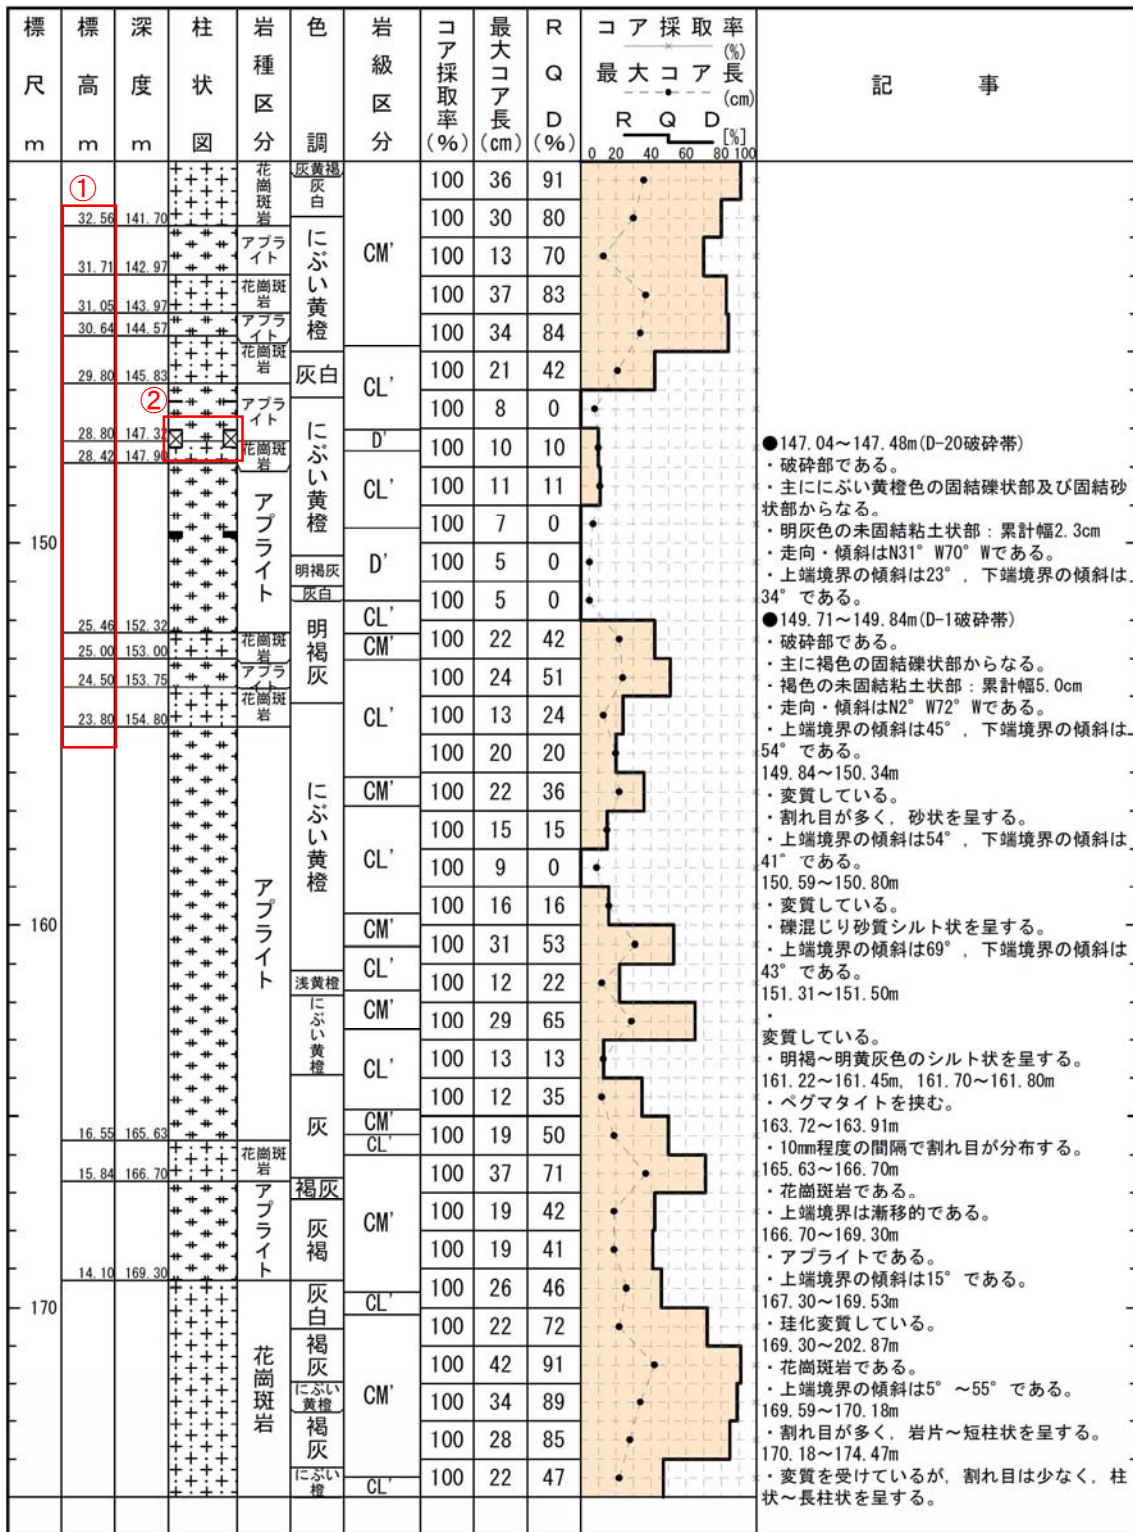 標尺m
標高m
深度m
柱状図
岩種区分
色調
岩級区分
コア採取率(%)
最大コア長(cm)
RQD(%)
コア採取率(%)
最大コア長(cm)
RQD[%]
0 20 40 60 80 100
記事
①
②
32.56 141.70
31.71 142.97
31.05 143.97
30.64 144.57
29.80 145.83
28.80 147.32
28.42 147.90
25.46 152.32
25.00 153.00
24.50 153.75
23.80 154.80
16.55 165.63
15.84 166.70
14.10 169.30
150
160
170
花崗斑岩
アプライト
花崗斑岩
アプライト
花崗斑岩
アプライト
花崗斑岩
アプライト
花崗斑岩
アプライト
花崗斑岩
アプライト
花崗斑岩
アプライト
花崗斑岩
灰黄褐
灰白
にぶい黄橙
灰白
にぶい黄橙
明褐灰
灰白
明褐灰
にぶい黄橙
浅黄橙
にぶい黄橙
灰
褐灰
灰褐
灰白
褐灰
にぶい黄橙
褐灰
にぶい橙
CM'
CL'
D'
CL'
D'
CL'
CM'
CL'
CM'
CL'
CM'
CL'
CM'
CL'
CM'
CL'
CM'
CL'
CM'
CL'
100 36 91
100 30 80
100 13 70
100 37 83
100 34 84
100 21 42
100 8 0
100 10 10
100 11 11
100 7 0
100 5 0
100 5 0
100 22 42
100 24 51
100 13 24
100 20 20
100 22 36
100 15 15
100 9 0
100 16 16
100 31 53
100 12 22
100 29 65
100 13 13
100 12 35
100 19 50
100 37 71
100 19 42
100 19 41
100 26 46
100 22 72
100 42 91
100 34 89
100 28 85
100 22 47
●147.04～147.48m(D-20破砕帯)
・破砕部である。
・主ににぶい黄橙色の固結礫状部及び固結砂
状部からなる。
・明灰色の未固結粘土状部：累計幅2.3cm
・走向・傾斜はN31°W70°Wである。
・上端境界の傾斜は23°，下端境界の傾斜は
34°である。
●149.71～149.84m(D-1破砕帯)
・破砕部である。
・主に褐色の固結礫状部からなる。
・褐色の未固結粘土状部：累計幅5.0cm
・走向・傾斜はN2°W72°Wである。
・上端境界の傾斜は45°，下端境界の傾斜は
54°である。
149.84～150.34m
・変質している。
・割れ目が多く，砂状を呈する。
・上端境界の傾斜は54°，下端境界の傾斜は
41°である。
150.59～150.80m
・変質している。
・礫混じり砂質シルト状を呈する。
・上端境界の傾斜は69°，下端境界の傾斜は
43°である。
151.31～151.50m
・
変質している。
・明褐～明黄灰色のシルト状を呈する。
161.22～161.45m，161.70～161.80m
・ペグマタイトを挟む。
163.72～163.91m
・10mm程度の間隔で割れ目が分布する。
165.63～166.70m
・花崗斑岩である。
・上端境界は漸移的である。
166.70～169.30m
・アプライトである。
・上端境界の傾斜は15°である。
167.30～169.53m
・珪化変質している。
169.30～202.87m
・花崗斑岩である。
・上端境界の傾斜は5°～55°である。
169.59～170.18m
・割れ目が多く，岩片～短柱状を呈する。
170.18～174.47m
・変質を受けているが，割れ目は少なく，柱
状～長柱状を呈する。